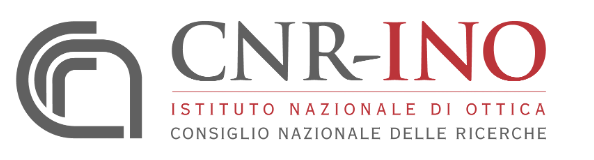 CNR-INO
ISTITUTO NAZIONALE DI OTTICA
CONSIGLIO NAZIONALE DELLE RICERCHE